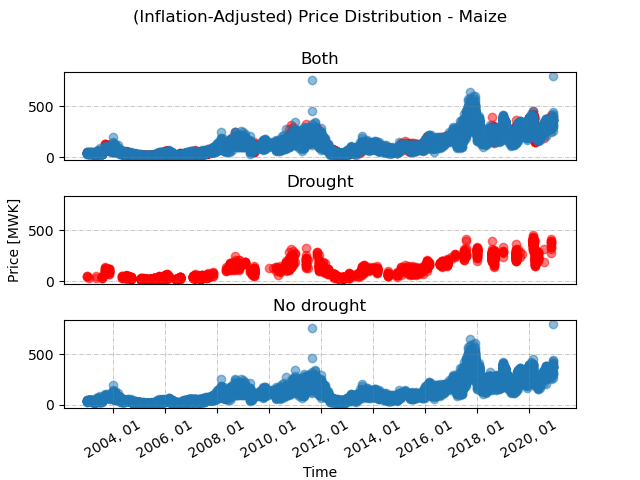 (Inflation-Adjusted) Price Distribution - Maize
Both
500
0
Drought
500
0
Price [MWK]
No drought
500
0
2004, 01 2006, 01 2008, 01 2010, 01 2012, 01 2014, 01 2016, 01 2018, 01 2020, 01
Time